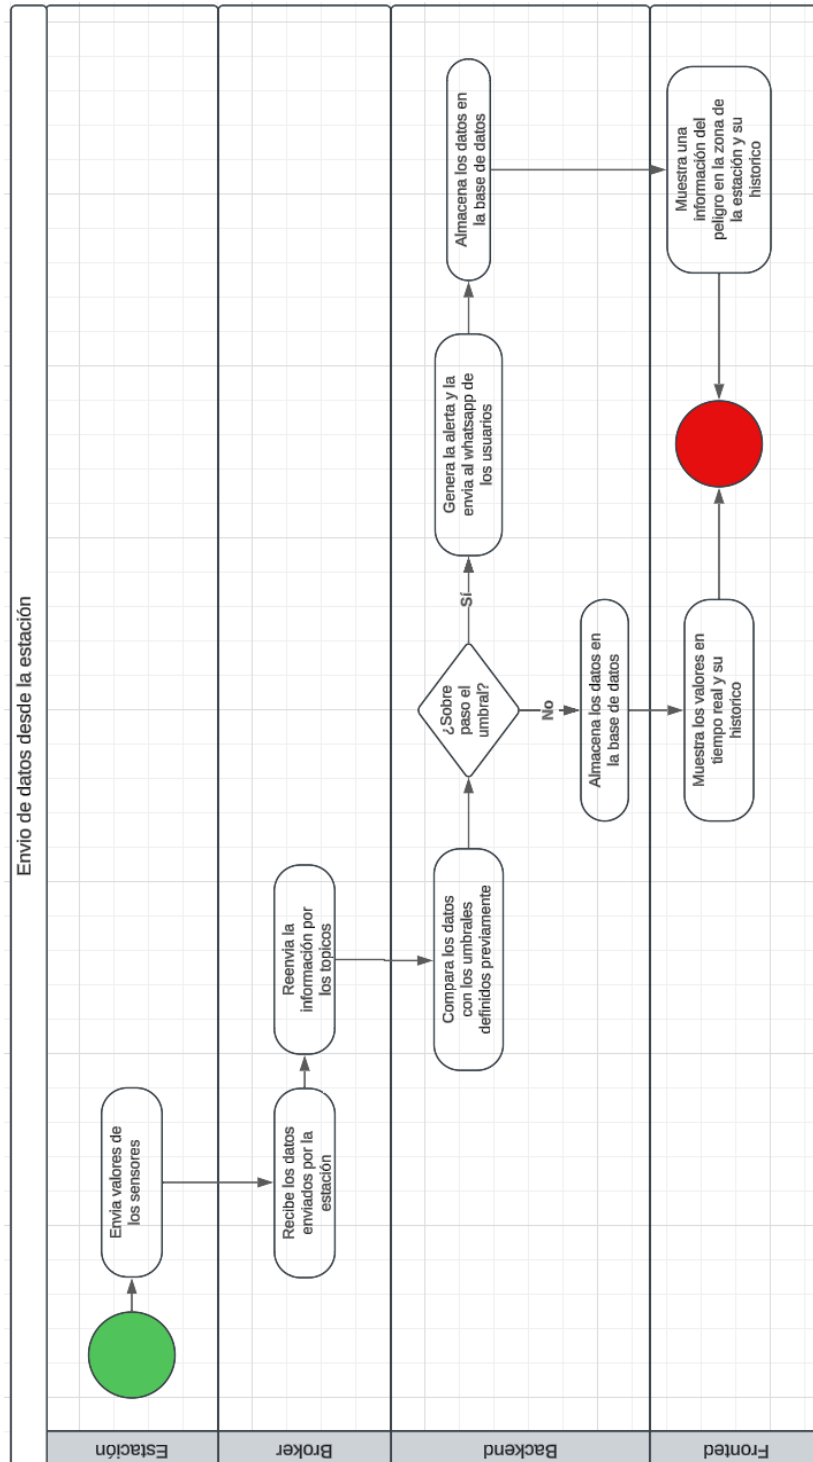 Envio de datos desde la estación
Estación
Envia valores de
los sensores
Broker
Recibe los datos
enviados por la
estación
Reenvia la
información por
los topicos
Backend
Compara los datos
con los umbrales
definidos previamente
¿Sobre
paso el
umbral?
Sí
No
Genera la alerta y la
envia al whatsapp de
los usuarios
Almacena los datos en
la base de datos
Almacena los datos en
la base de datos
Fronted
Muestra los valores en
tiempo real y su
historico
Muestra una
información del
peligro en la zona de
la estación y su
historico